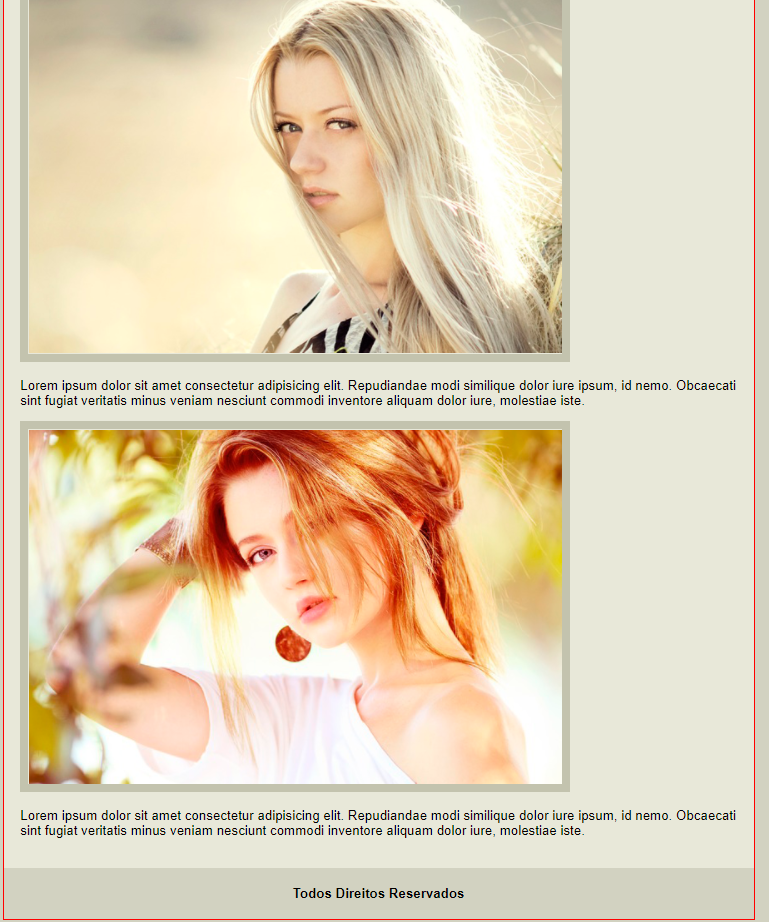 Lorem ipsum dolor sit amet consectetur adipisicing elit. Repudiandae modi similique dolor iure ipsum, id nemo. Obcaecati
sint fugiat veritatis minus veniam nesciunt commodi inventore aliquam dolor iure, molestiae iste.
Lorem ipsum dolor sit amet consectetur adipisicing elit. Repudiandae modi similique dolor iure ipsum, id nemo. Obcaecati
sint fugiat veritatis minus veniam nesciunt commodi inventore aliquam dolor iure, molestiae iste.
Todos Direitos Reservados